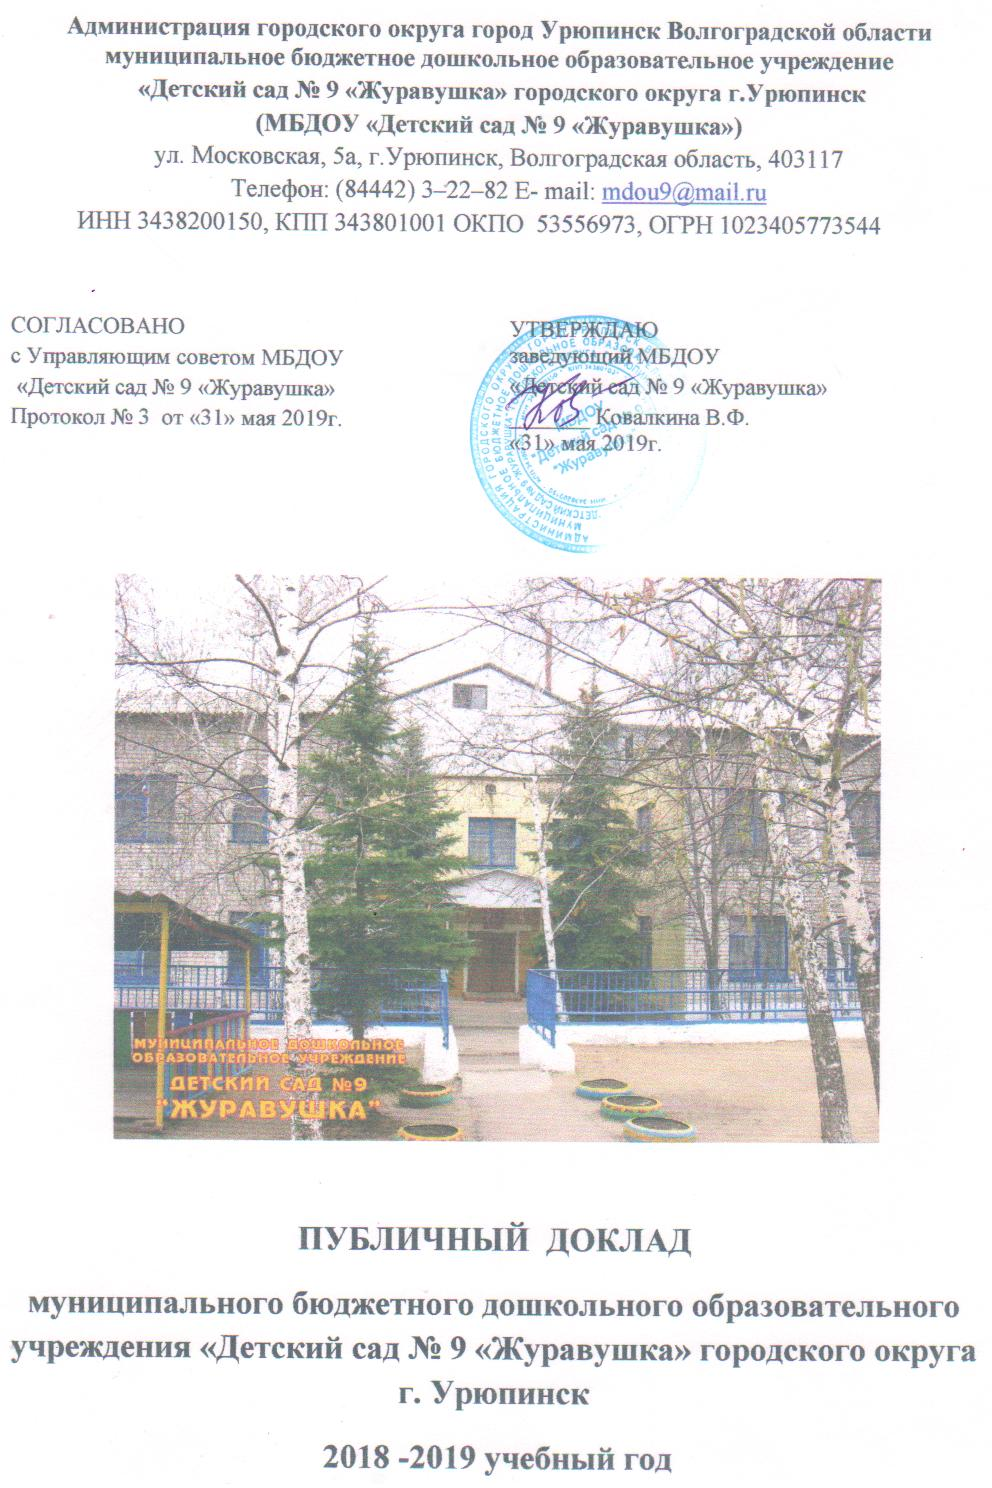 Администрация городского округа город Урюпинск Волгоградской области
муниципальное бюджетное дошкольное образовательное учреждение
«Детский сад № 9 «Журавушка» городского округа г.Урюпинск
(МБДОУ «Детский сад № 9 «Журавушка»)
ул. Московская, 5а, г.Урюпинск, Волгоградская область, 403117
Телефон: (84442) 3–22–82 Е- mail: mdou9@mail.ru
ИНН 3438200150, КПП 343801001 ОКПО  53556973, ОГРН 1023405773544
СОГЛАСОВАНО
с Управляющим советом МБДОУ
«Детский сад № 9 «Журавушка»
Протокол № 3  от «31» мая 2019г.
УТВЕРЖДАЮ
заведующий МБДОУ
«Детский сад № 9 «Журавушка»
Ковалкина В.Ф.
«31» мая 2019г.
МБДОУ
"Детский сад
"Журавушка"
МУНИЦИПАЛЬНОЕ ДОШКОЛЬНОЕ
ОБРАЗОВАТЕЛЬНОЕ УЧРЕЖДЕНИЕ
ДЕТСКИЙ САД №9
"ЖУРАВУШКА"
ПУБЛИЧНЫЙ  ДОКЛАД
муниципального бюджетного дошкольного образовательного
учреждения «Детский сад № 9 «Журавушка» городского округа
г. Урюпинск
2018 -2019 учебный год